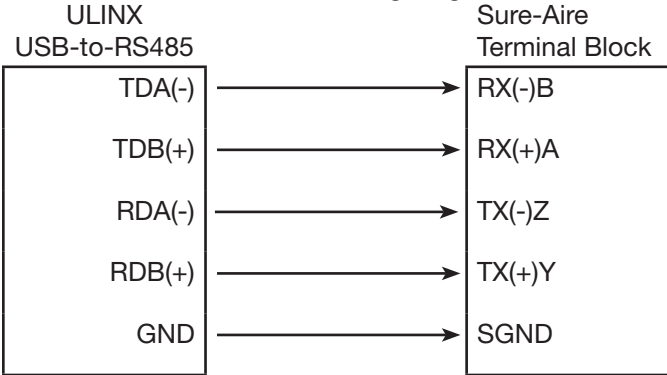 ULINX
USB-to-RS485
Sure-Aire
Terminal Block
TDA(-)
RX(-)B
TDB(+)
RX(+)A
RDA(-)
TX(-)Z
RDB(+)
TX(+)Y
GND
SGND